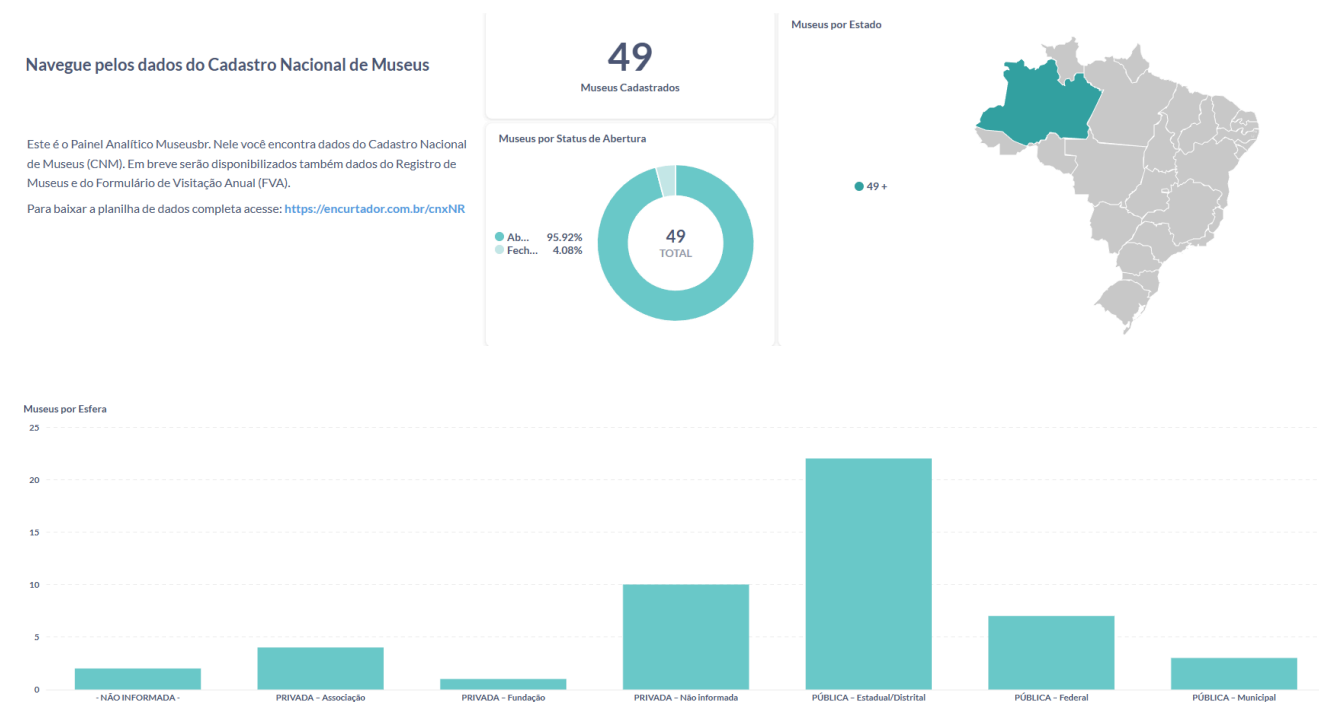 Navegue pelos dados do Cadastro Nacional de Museus
Este é o Painel Analítico Museusbr. Nele você encontra dados do Cadastro Nacional
de Museus (CNM). Em breve serão disponibilizados também dados do Registro de
Museus e do Formulário de Visitação Anual (FVA).
Para baixar a planilha de dados completa acesse: https://encurtador.com.br/cnxNR
49
Museus Cadastrados
Museus por Status de Abertura
Ab... 95.92%
Fech... 4.08%
49
TOTAL
Museus por Estado
49 +
Museus por Esfera
25
20
15
10
5
0
- NÃO INFORMADA -
PRIVADA – Associação
PRIVADA – Fundação
PRIVADA – Não informada
PÚBLICA – Estadual/Distrital
PÚBLICA – Federal
PÚBLICA – Municipal